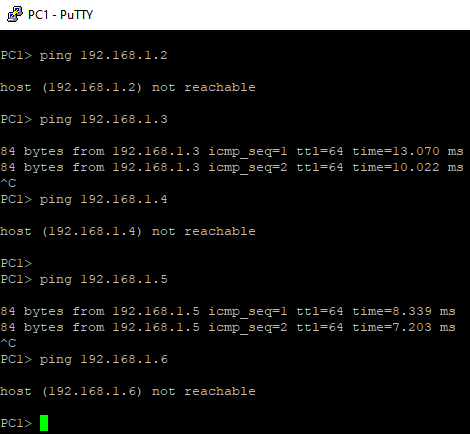 PC1 - PuTTY
PC1> ping 192.168.1.2
host (192.168.1.2) not reachable
PC1> ping 192.168.1.3
84 bytes from 192.168.1.3 icmp_seq=1 ttl=64 time=13.070 ms
84 bytes from 192.168.1.3 icmp_seq=2 ttl=64 time=10.022 ms
^C
PC1> ping 192.168.1.4
host (192.168.1.4) not reachable
PC1>
PC1> ping 192.168.1.5
84 bytes from 192.168.1.5 icmp_seq=1 ttl=64 time=8.339 ms
84 bytes from 192.168.1.5 icmp_seq=2 ttl=64 time=7.203 ms
^C
PC1> ping 192.168.1.6
host (192.168.1.6) not reachable
PC1>